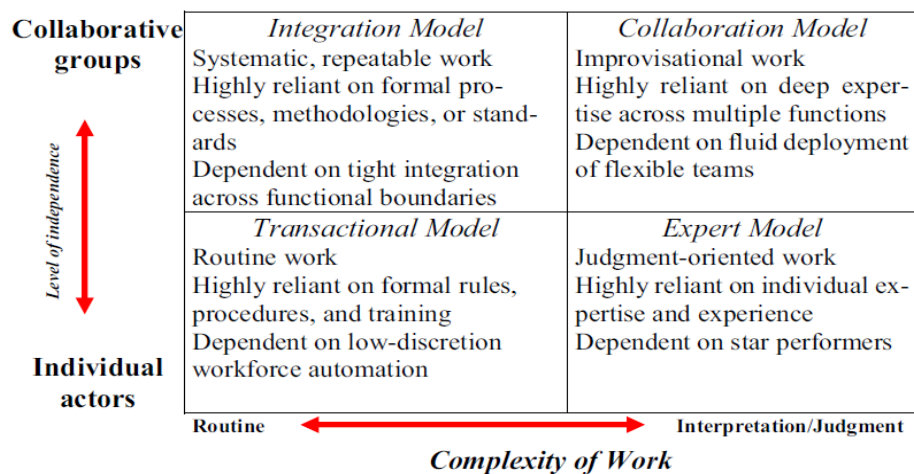 Collaborative
groups
Level of independence
Individual
actors
Integration Model
Systematic, repeatable work
Highly reliant on formal pro-
cesses, methodologies, or stand-
ards
Dependent on tight integration
across functional boundaries
Collaboration Model
Improvisational work
Highly reliant on deep exper-
tise across multiple functions
Dependent on fluid deployment
of flexible teams
Transactional Model
Routine work
Highly reliant on formal rules,
procedures, and training
Dependent on low-discretion
workforce automation
Expert Model
Judgment-oriented work
Highly reliant on individual ex-
pertise and experience
Dependent on star performers
Routine
Interpretation/Judgment
Complexity of Work